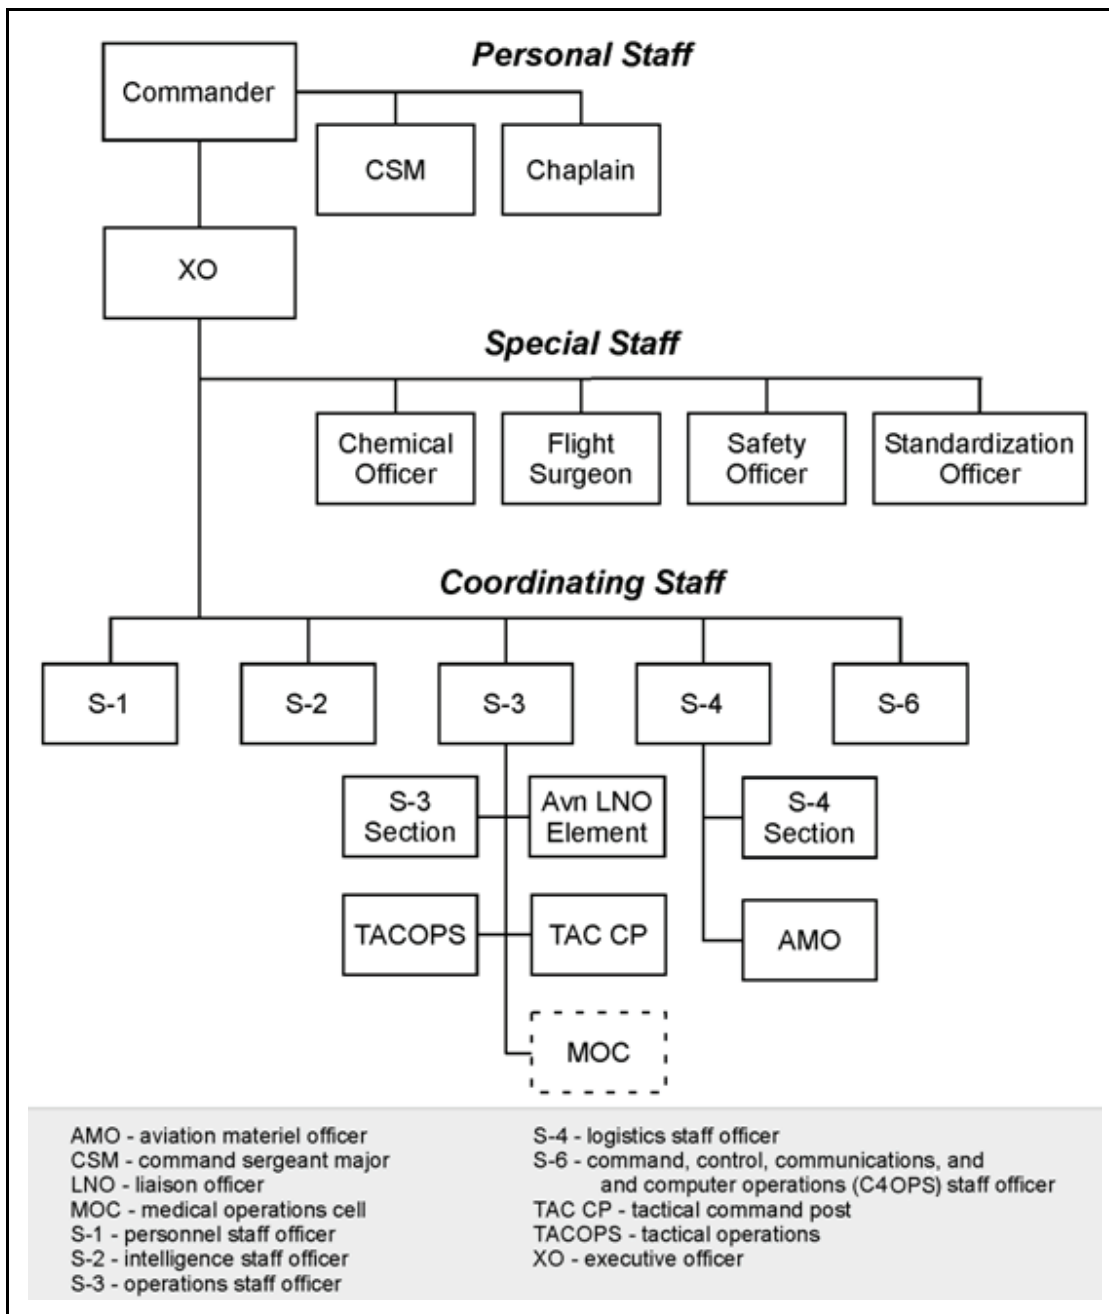 Personal Staff
Commander
CSM
Chaplain
XO
Special Staff
Chemical
Officer
Flight
Surgeon
Safety
Officer
Standardization
Officer
Coordinating Staff
S-1
S-2
S-3
S-4
S-6
S-3
Section
Avn LNO
Element
S-4
Section
TACOPS
TAC CP
AMO
MOC
AMO - aviation materiel officer
CSM - command sergeant major
LNO - liaison officer
MOC - medical operations cell
S-1 - personnel staff officer
S-2 - intelligence staff officer
S-3 - operations staff officer
S-4 - logistics staff officer
S-6 - command, control, communications, and
and computer operations (C4OPS) staff officer
TAC CP - tactical command post
TACOPS - tactical operations
XO - executive officer